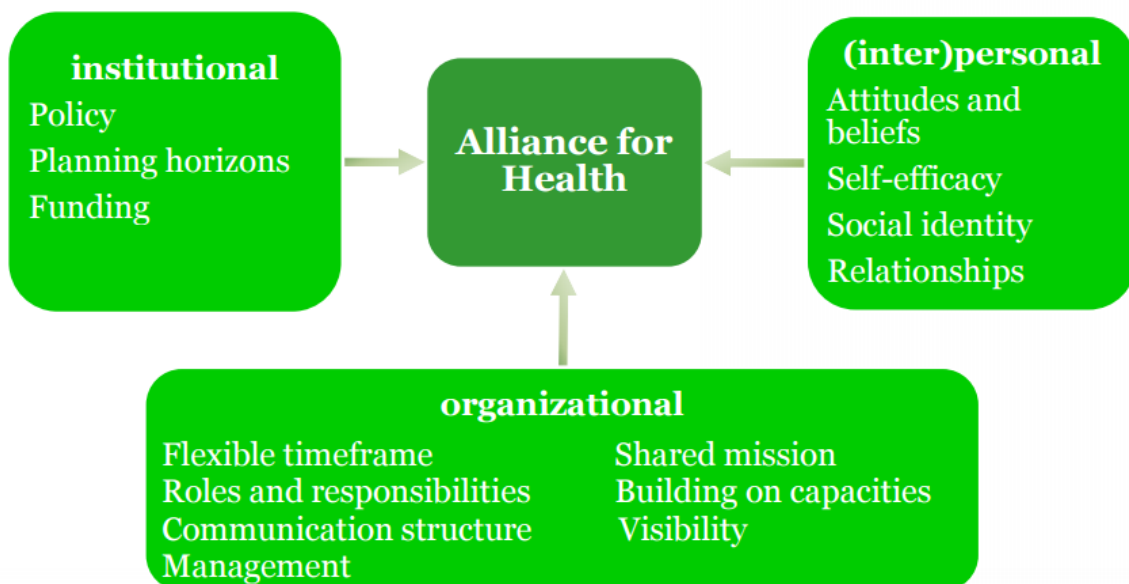 institutional
Policy
Planning horizons
Funding
Alliance for
Health
(inter)personal
Attitudes and
beliefs
Self-efficacy
Social identity
Relationships
organizational
Flexible timeframe
Roles and responsibilities
Communication structure
Management
Shared mission
Building on capacities
Visibility